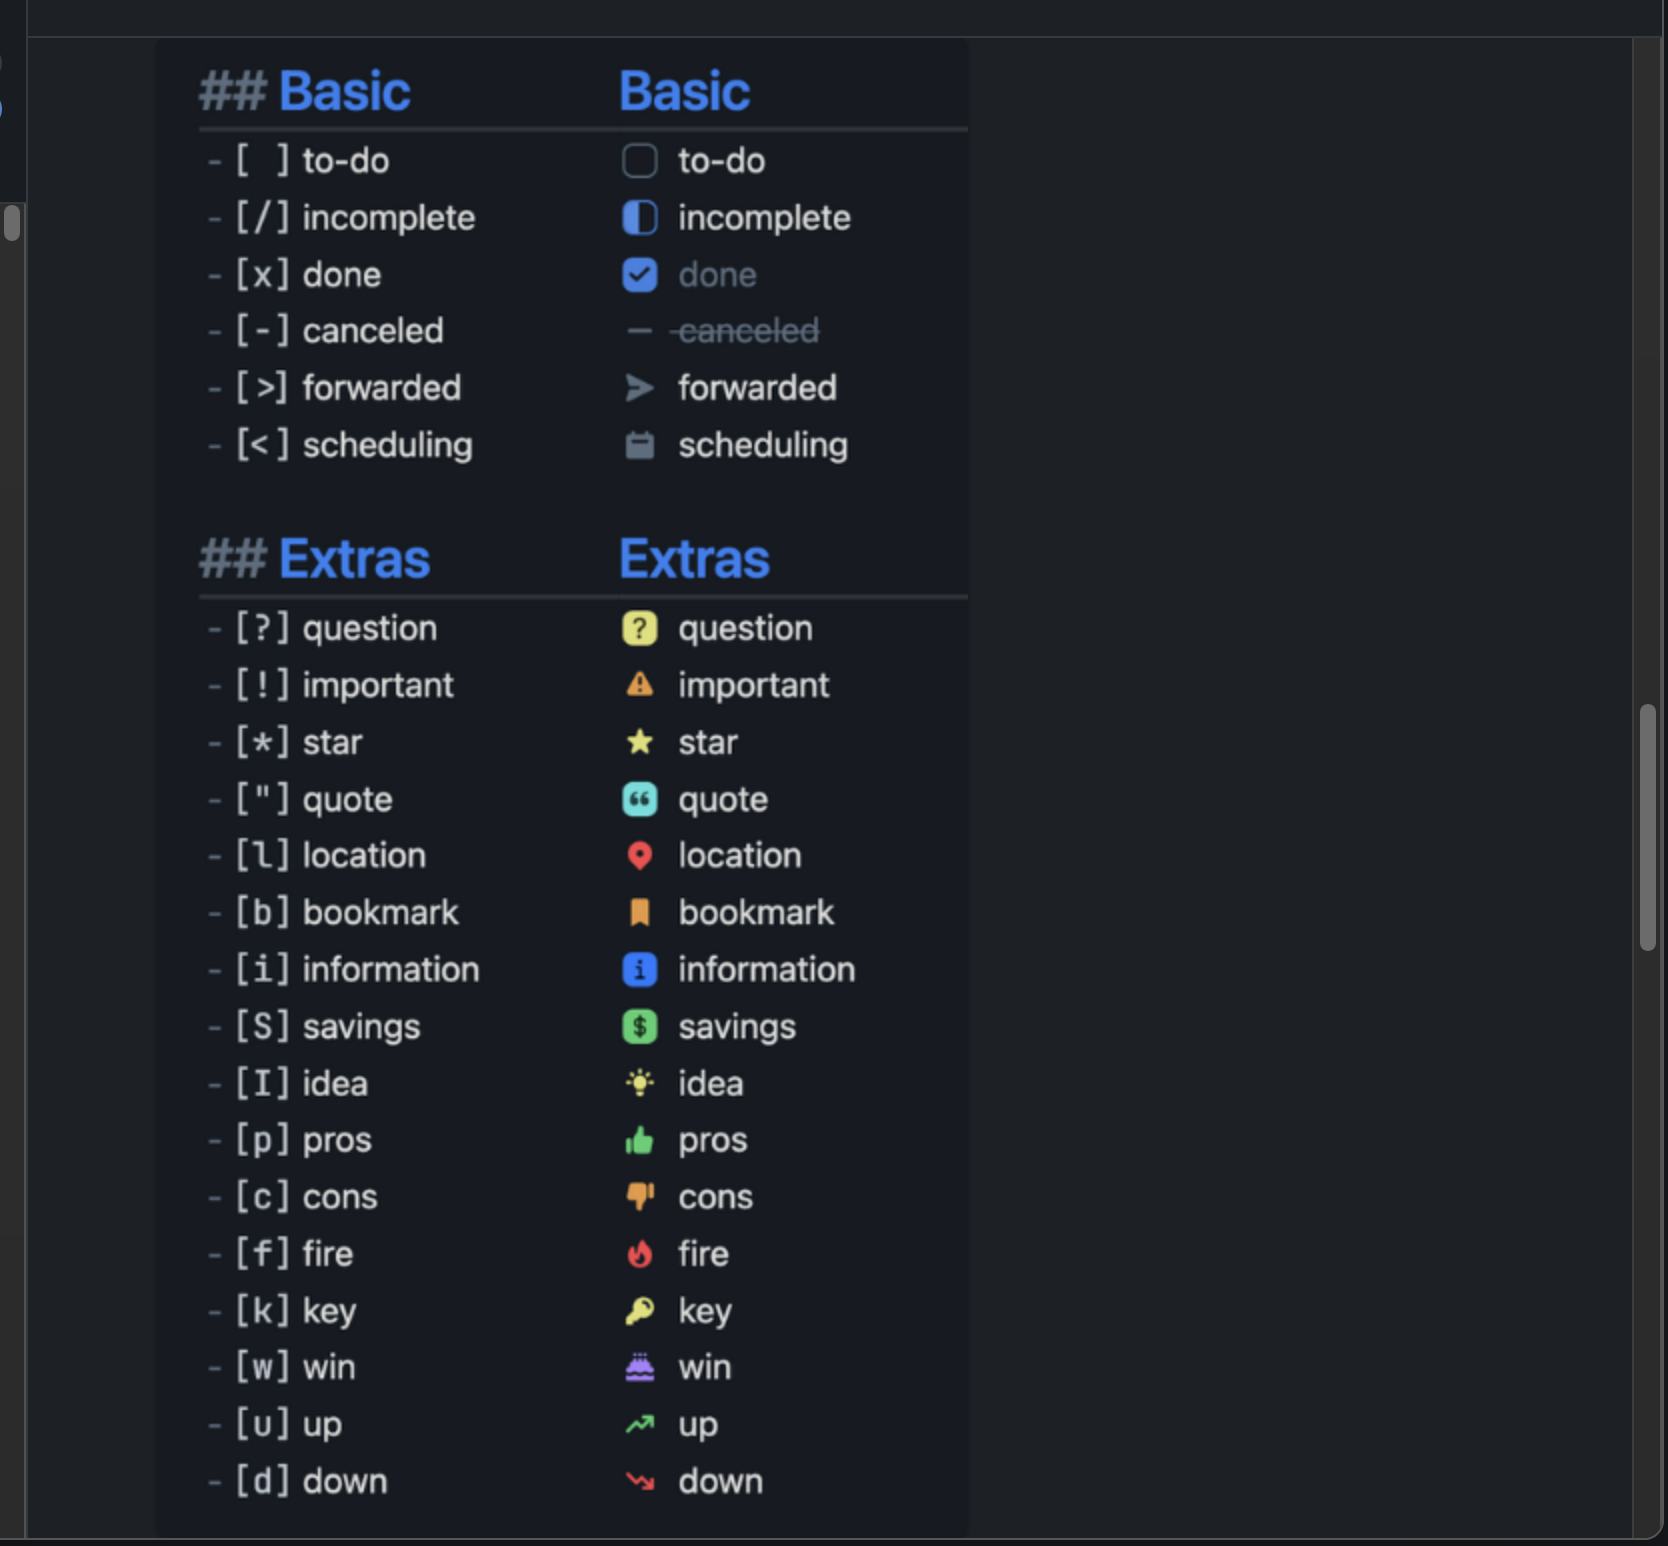 ## Basic Basic
- [ ] to-do to-do
- [/] incomplete incomplete
- [x] done done
- [-] canceled canceled
- [>] forwarded forwarded
- [<] scheduling scheduling
## Extras Extras
- [?] question ? question
- [!] important ! important
- [*] star star
- ["] quote “ quote
- [l] location location
- [b] bookmark bookmark
- [i] information i information
- [S] savings $ savings
- [I] idea idea
- [p] pros pros
- [c] cons cons
- [f] fire fire
- [k] key key
- [w] win win
- [u] up up
- [d] down down